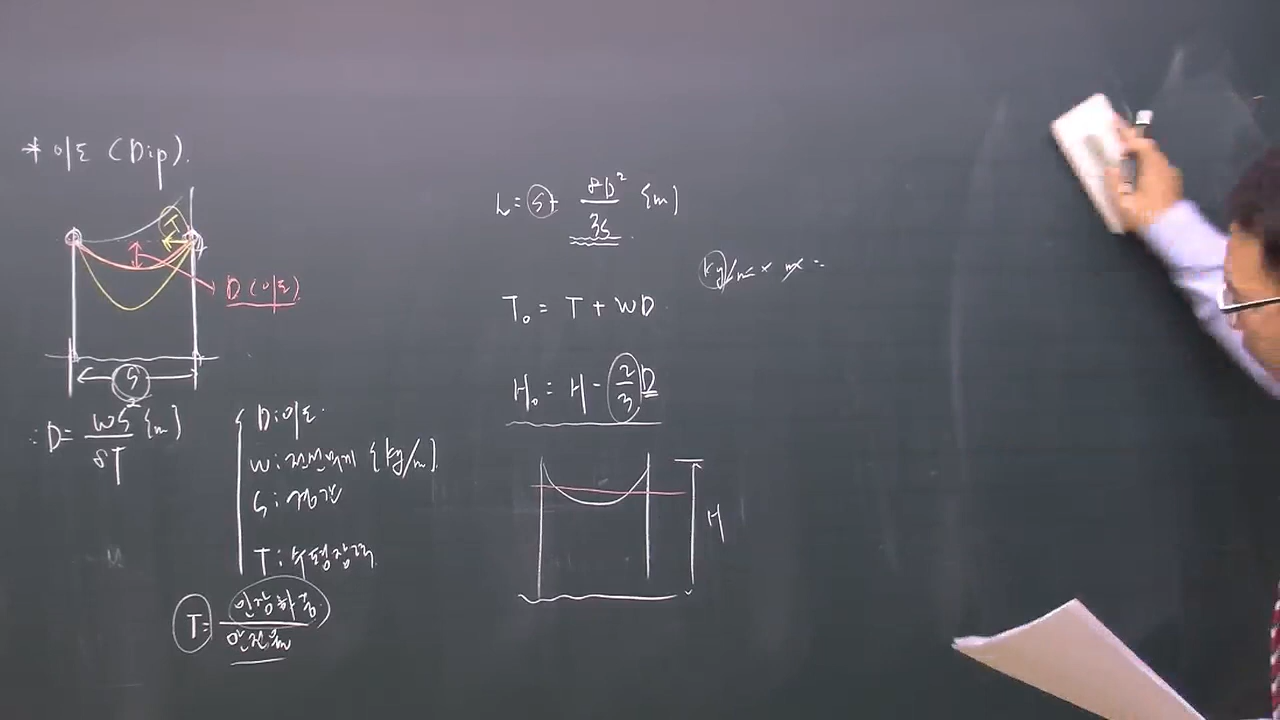 * 이도 (Dip).
T
D (이도)
S
∴ D = WS² / 8T [m]
D : 이도
W : 전선무게 [kg/m]
S : 경간
T : 수평장력
T = 인장하중 / 안전율
L = S + 8D² / 3S [m]
kg/m × m =
T₀ = T + WD
H₀ = H - 2/3 D
H